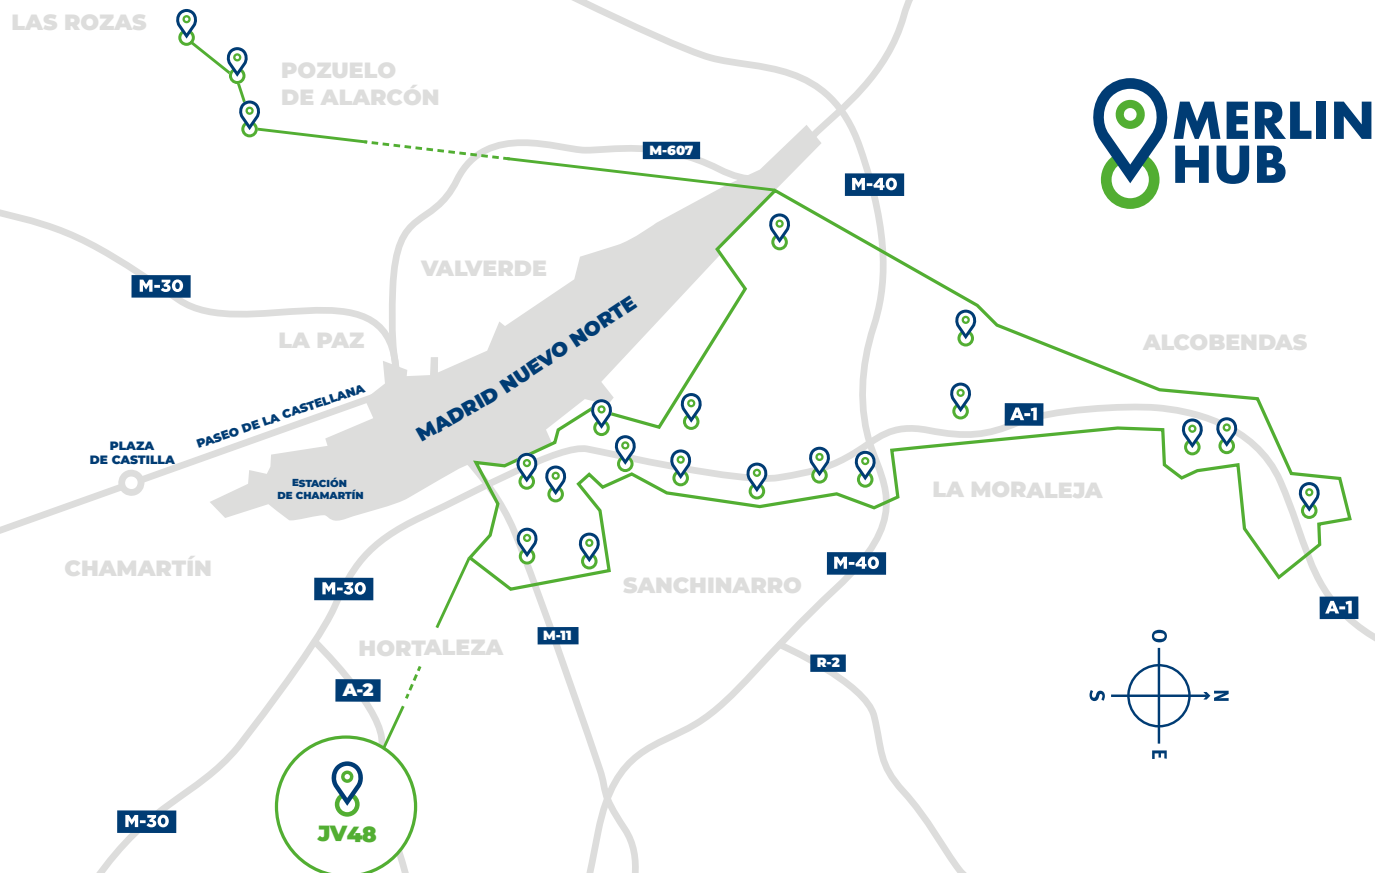 LAS ROZAS
POZUELO
DE ALARCÓN
MERLIN
HUB
M-607
M-40
VALVERDE
M-30
LA PAZ
MADRID NUEVO NORTE
ALCOBENDAS
PASEO DE LA CASTELLANA
A-1
PLAZA
DE CASTILLA
ESTACIÓN
DE CHAMARTÍN
LA MORALEJA
CHAMARTÍN
M-30
SANCHINARRO
M-40
A-1
HORTALEZA
M-11
R-2
O
S
N
E
A-2
M-30
JV48